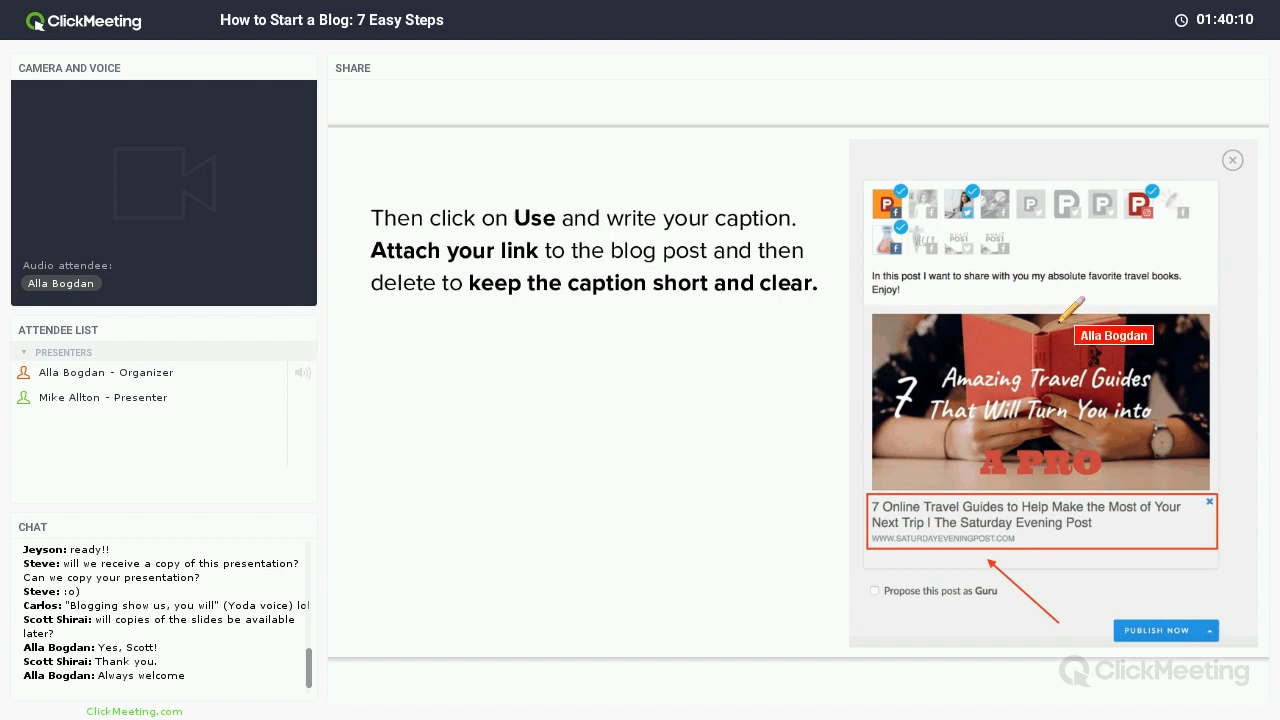 ClickMeeting
How to Start a Blog: 7 Easy Steps
01:40:10
CAMERA AND VOICE
Audio attendee:
Alla Bogdan
ATTENDEE LIST
PRESENTERS
Alla Bogdan - Organizer
Mike Allton - Presenter
CHAT
Jeyson: ready!!
Steve: will we receive a copy of this presentation?
Can we copy your presentation?
Steve: :o)
Carlos: "Blogging show us, you will" (Yoda voice) lol
Scott Shirai: will copies of the slides be available
later?
Alla Bogdan: Yes, Scott!
Scott Shirai: Thank you.
Alla Bogdan: Always welcome
ClickMeeting.com
SHARE
Then click on Use and write your caption.
Attach your link to the blog post and then
delete to keep the caption short and clear.
In this post I want to share with you my absolute favorite travel books.
Enjoy!
Alla Bogdan
7 Amazing Travel Guides
That Will Turn You into
A PRO
7 Online Travel Guides to Help Make the Most of Your
Next Trip | The Saturday Evening Post
WWW.SATURDAYEVENINGPOST.COM
Propose this post as Guru
PUBLISH NOW
ClickMeeting